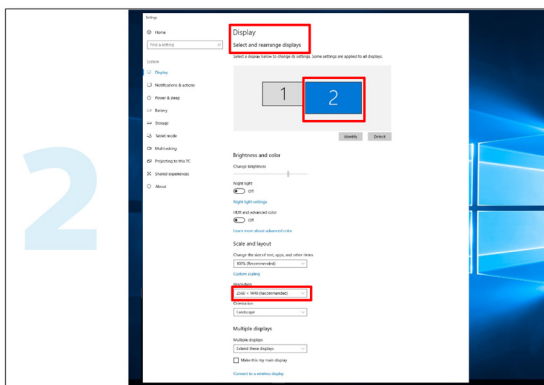 2
Settings
Home
Find a setting
System
Display
Notifications & actions
Power & sleep
Battery
Storage
Tablet mode
Multitasking
Projecting to this PC
Shared experiences
About
Display
Select and rearrange displays
Select a display below to change its settings. Some settings are applied to all displays.
1 2
Identify Detect
Brightness and color
Change brightness
Night light
Off
Night light settings
HDR and advanced color
Off
Learn more about advanced color
Scale and layout
Change the size of text, apps, and other items
100% (Recommended)
Custom scaling
Resolution
(Recommended)
Orientation
Landscape
Multiple displays
Multiple displays
Extend these displays
Make this my main display
Connect to a wireless display